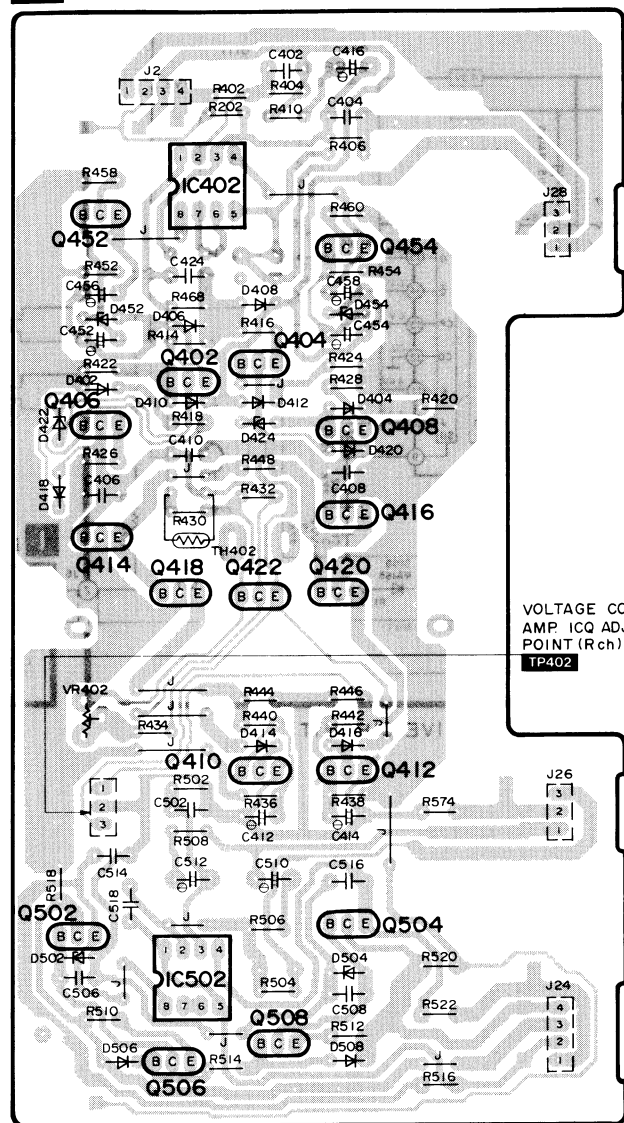 C402 C416
J2
1 2 3 4
R402 R404
R202 R410 C404
R406
1 2 3 4
R458
IC402
J28
8 7 6 5
J
R460
3
2
1
B C E
Q452
J
B C E
Q454
R452
C424
R454
C456
D408
C458
D452
R468
D454
D406
R416
C454
C452
R414
Q404
R422
Q402
B C E
R424
D402
B C E
J
R428
Q406
D410
D412
D404
R420
D422
B C E
R418
D424
B C E
Q408
D420
R426
C410
R448
J
D418
C406
R432
C408
R430
B C E
Q416
TH402
B C E
Q414
Q418
Q422
Q420
B C E
B C E
B C E
VOLTAGE CO
AMP. ICQ ADJ
POINT (Rch)
TP402
VR402
J
R444
R446
J
R440
R442
J
R434
D414
D416
J
Q410
B C E
B C E
Q412
1
2
3
R502
J26
C502
R436
R438
R574
3
2
1
C412
C414
R508
J
C514
C512
C510
C516
R518
C518
Q502
J
R506
B C E
Q504
B C E
1 2 3 4
D502
IC502
D504
R520
C506
J
R504
J24
8 7 6 5
C508
R510
Q508
R512
R522
4
3
2
1
J
B C E
D506
B C E
R514
D508
J
Q506
R516